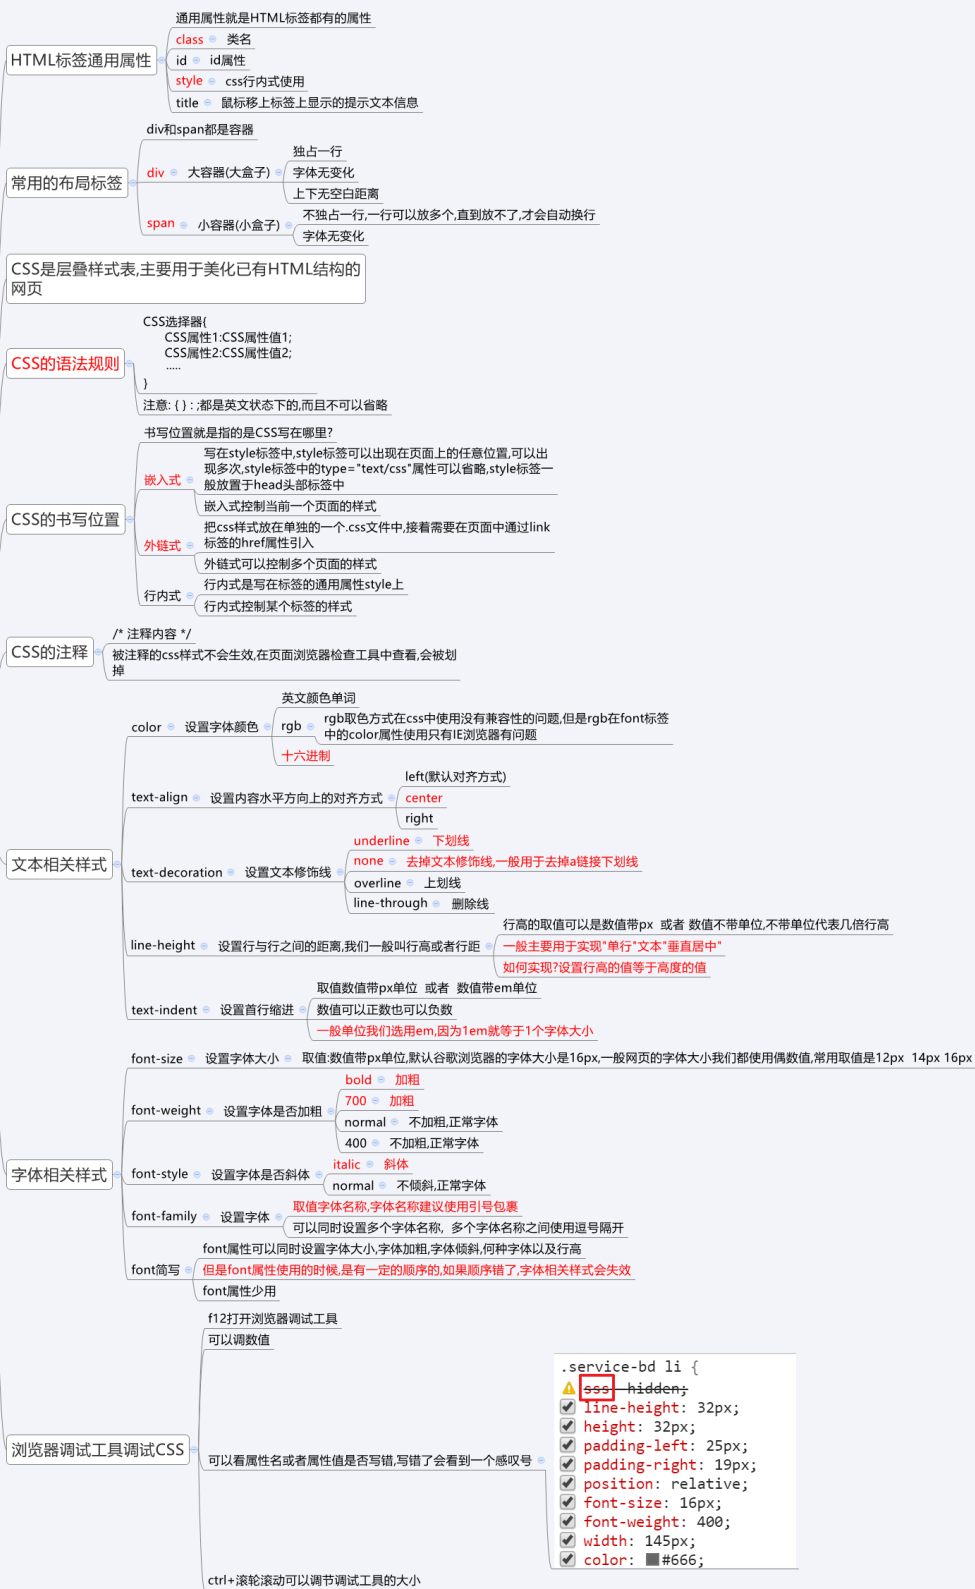 HTML标签通用属性
通用属性就是HTML标签都有的属性
class 类名
id id属性
style css行内式使用
title 鼠标移上标签上显示的提示文本信息
常用的布局标签
div和span都是容器
div 大容器(大盒子)
独占一行
字体无变化
上下无空白距离
span 小容器(小盒子)
不独占一行,一行可以放多个,直到放不了,才会自动换行
字体无变化
CSS是层叠样式表,主要用于美化已有HTML结构的
网页
CSS的语法规则
CSS选择器{
CSS属性1:CSS属性值1;
CSS属性2:CSS属性值2;
.....
}
注意: { } : ;都是英文状态下的,而且不可以省略
CSS的书写位置
书写位置就是指的是CSS写在哪里?
嵌入式
写在style标签中,style标签可以出现在页面上的任意位置,可以出
现多次,style标签中的type="text/css"属性可以省略,style标签一
般放置于head头部标签中
嵌入式控制当前一个页面的样式
外链式
把css样式放在单独的一个.css文件中,接着需要在页面中通过link
标签的href属性引入
外链式可以控制多个页面的样式
行内式
行内式是写在标签的通用属性style上
行内式控制某个标签的样式
CSS的注释
/* 注释内容 */
被注释的css样式不会生效,在页面浏览器检查工具中查看,会被划
掉
文本相关样式
color 设置字体颜色
英文颜色单词
rgb
rgb取色方式在css中使用没有兼容性的问题,但是rgb在font标签
中的color属性使用只有IE浏览器有问题
十六进制
text-align 设置内容水平方向上的对齐方式
left(默认对齐方式)
center
right
text-decoration 设置文本修饰线
underline 下划线
none 去掉文本修饰线,一般用于去掉a链接下划线
overline 上划线
line-through 删除线
line-height 设置行与行之间的距离,我们一般叫行高或者行距
行高的取值可以是数值带px 或者 数值不带单位,不带单位代表几倍行高
一般主要用于实现"单行"文本"垂直居中"
如何实现?设置行高的值等于高度的值
text-indent 设置首行缩进
取值数值带px单位 或者 数值带em单位
数值可以正数也可以负数
一般单位我们选用em,因为1em就等于1个字体大小
字体相关样式
font-size 设置字体大小 取值:数值带px单位,默认谷歌浏览器的字体大小是16px,一般网页的字体大小我们都使用偶数值,常用取值是12px 14px 16px
font-weight 设置字体是否加粗
bold 加粗
700 加粗
normal 不加粗,正常字体
400 不加粗,正常字体
font-style 设置字体是否斜体
italic 斜体
normal 不倾斜,正常字体
font-family 设置字体
取值字体名称,字体名称建议使用引号包裹
可以同时设置多个字体名称, 多个字体名称之间使用逗号隔开
font简写
font属性可以同时设置字体大小,字体加粗,字体倾斜,何种字体以及行高
但是font属性使用的时候,是有一定的顺序的,如果顺序错了,字体相关样式会失效
font属性少用
浏览器调试工具调试CSS
f12打开浏览器调试工具
可以调数值
可以看属性名或者属性值是否写错,写错了会看到一个感叹号
.service-bd li {
sss hidden;
line-height: 32px;
height: 32px;
padding-left: 25px;
padding-right: 19px;
position: relative;
font-size: 16px;
font-weight: 400;
width: 145px;
color: #666;
ctrl+滚轮滚动可以调节调试工具的大小